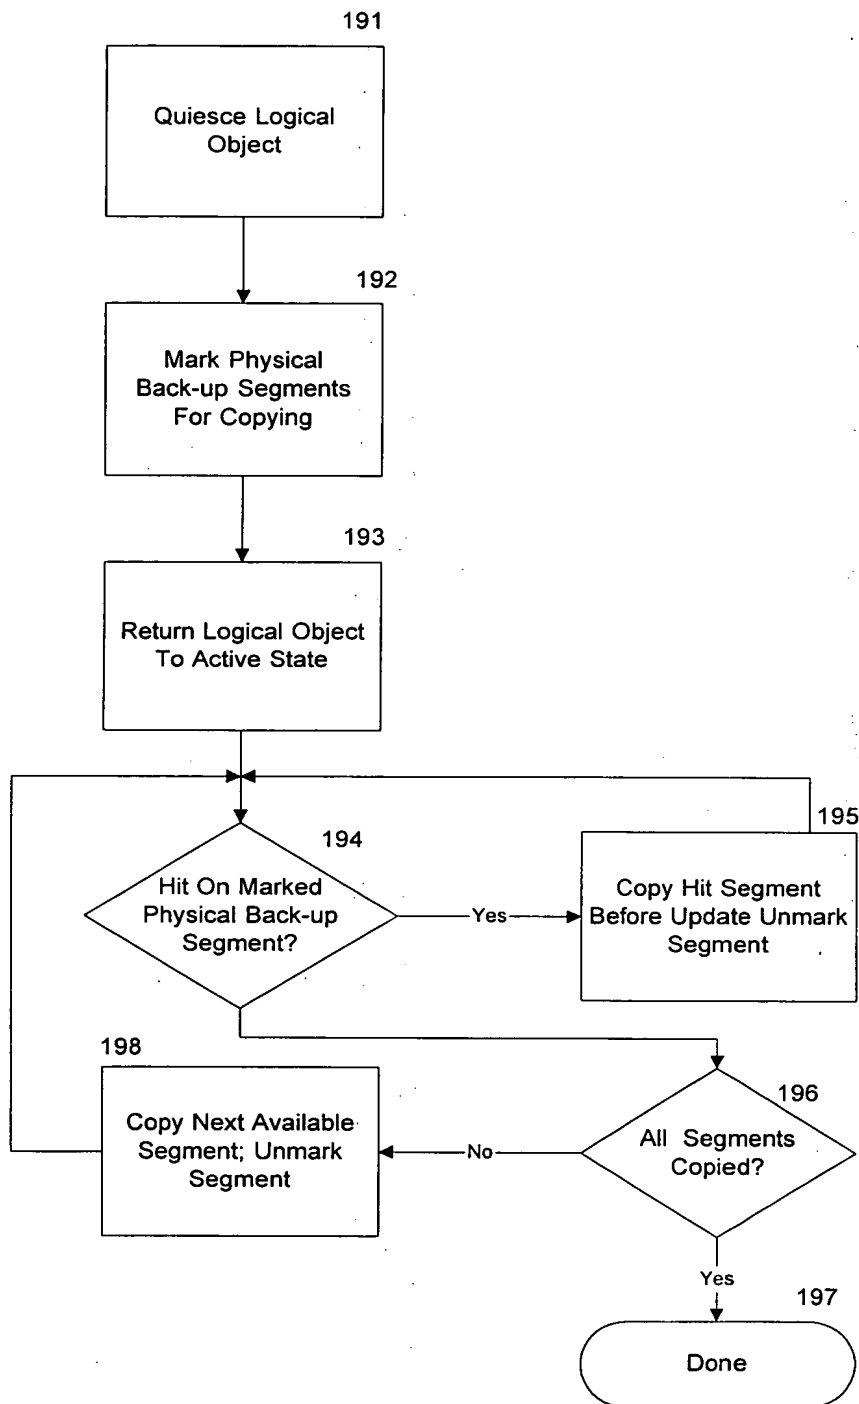 191
Quiesce Logical
Object
192
Mark Physical
Back-up Segments
For Copying
193
Return Logical Object
To Active State
194
Hit On Marked
Physical Back-up
Segment?
Yes
195
Copy Hit Segment
Before Update Unmark
Segment
196
All Segments
Copied?
No
198
Copy Next Available
Segment; Unmark
Segment
Yes
197
Done